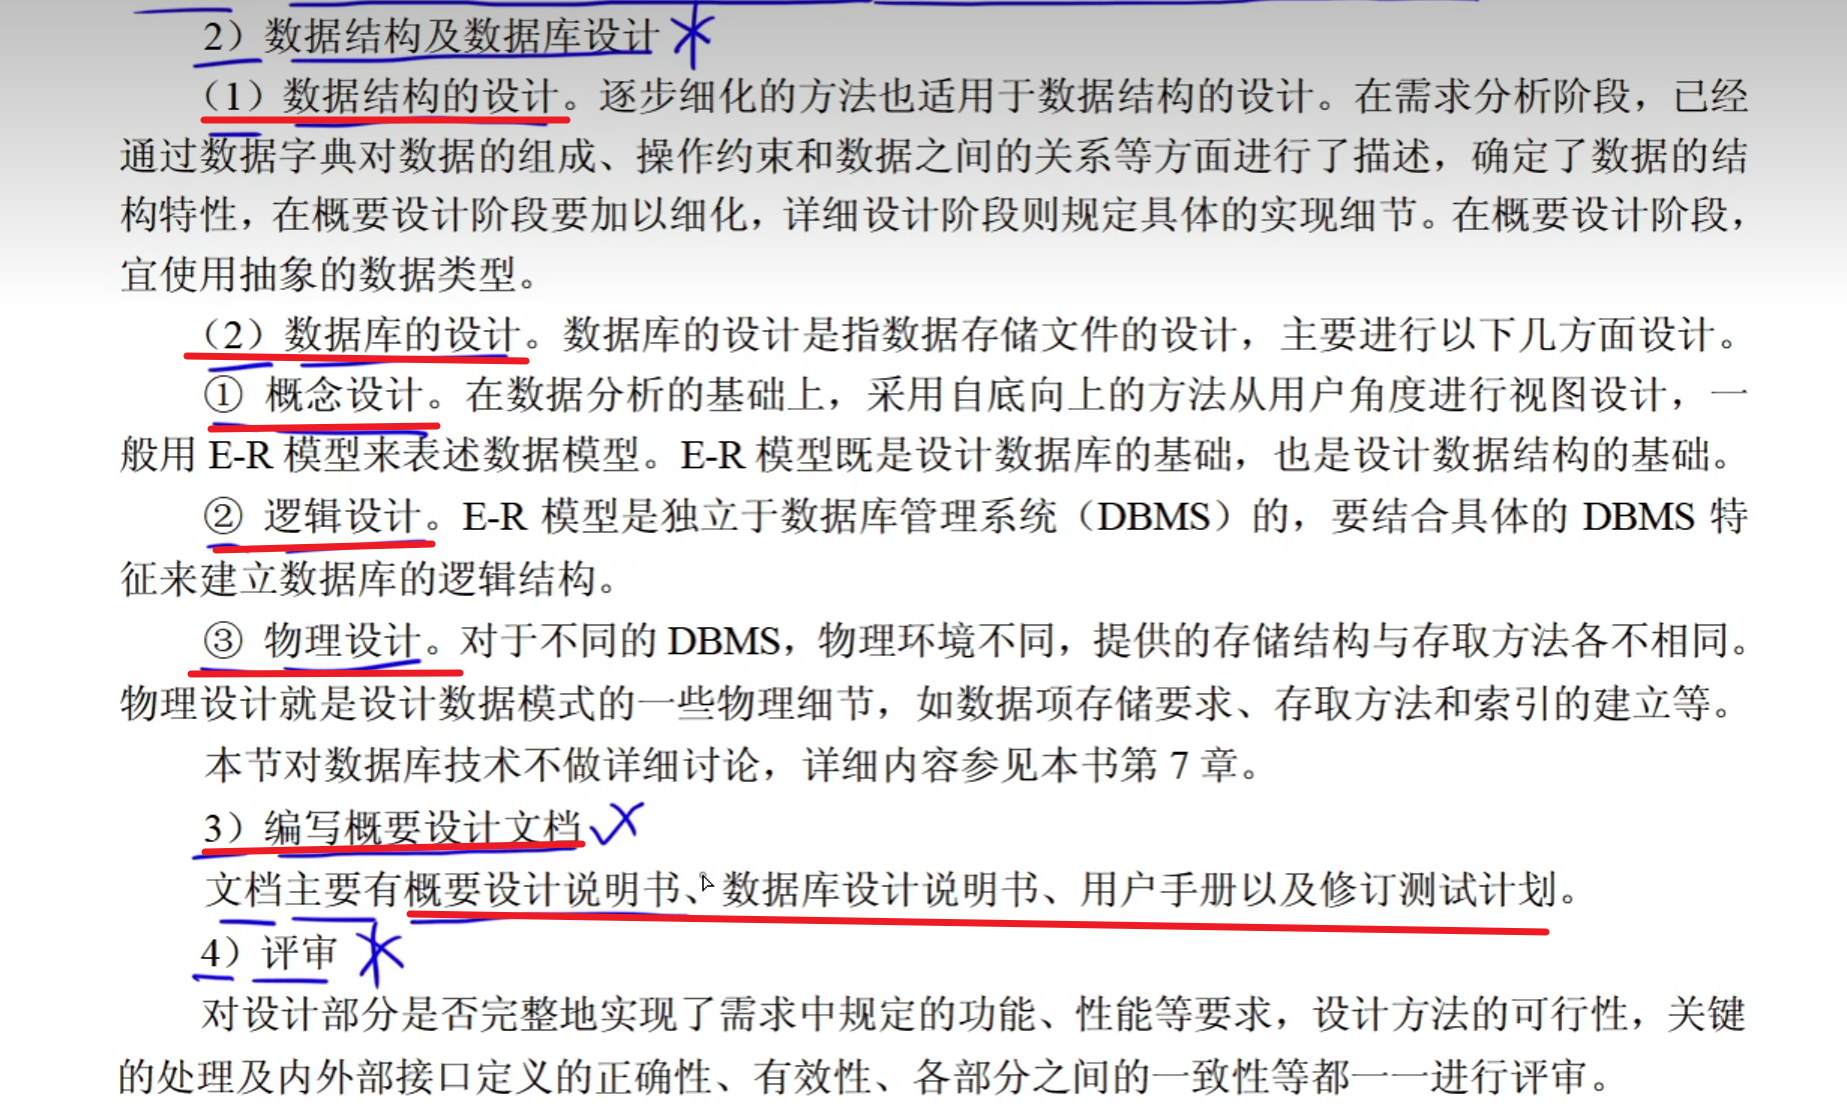 2）数据结构及数据库设计
（1）数据结构的设计。逐步细化的方法也适用于数据结构的设计。在需求分析阶段，已经
通过数据字典对数据的组成、操作约束和数据之间的关系等方面进行了描述，确定了数据的结
构特性，在概要设计阶段要加以细化，详细设计阶段则规定具体的实现细节。在概要设计阶段，
宜使用抽象的数据类型。
（2）数据库的设计。数据库的设计是指数据存储文件的设计，主要进行以下几方面设计。
① 概念设计。在数据分析的基础上，采用自底向上的方法从用户角度进行视图设计，一
般用 E-R 模型来表述数据模型。E-R 模型既是设计数据库的基础，也是设计数据结构的基础。
② 逻辑设计。E-R 模型是独立于数据库管理系统（DBMS）的，要结合具体的 DBMS 特
征来建立数据库的逻辑结构。
③ 物理设计。对于不同的 DBMS，物理环境不同，提供的存储结构与存取方法各不相同。
物理设计就是设计数据模式的一些物理细节，如数据项存储要求、存取方法和索引的建立等。
本节对数据库技术不做详细讨论，详细内容参见本书第 7 章。
3）编写概要设计文档
文档主要有概要设计说明书、数据库设计说明书、用户手册以及修订测试计划。
4）评审
对设计部分是否完整地实现了需求中规定的功能、性能等要求，设计方法的可行性，关键
的处理及内外部接口定义的正确性、有效性、各部分之间的一致性等都一一进行评审。